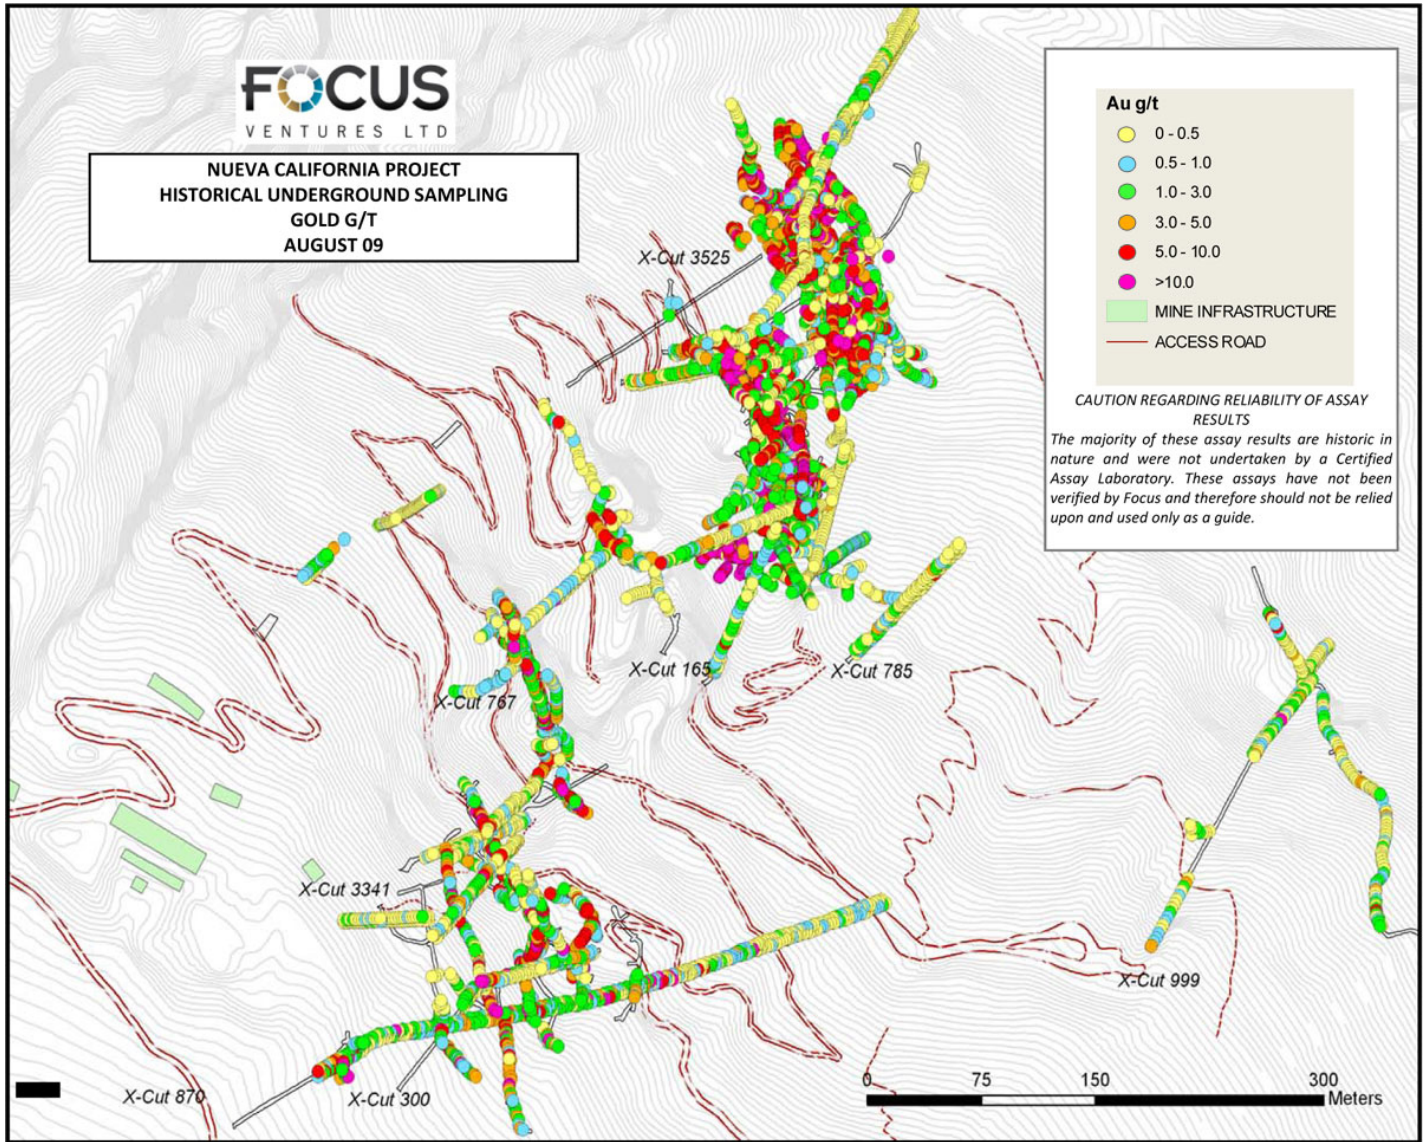 FOCUS
VENTURES LTD
NUEVA CALIFORNIA PROJECT
HISTORICAL UNDERGROUND SAMPLING
GOLD G/T
AUGUST 09
Au g/t
0 - 0.5
0.5 - 1.0
1.0 - 3.0
3.0 - 5.0
5.0 - 10.0
>10.0
MINE INFRASTRUCTURE
ACCESS ROAD
CAUTION REGARDING RELIABILITY OF ASSAY
RESULTS
The majority of these assay results are historic in
nature and were not undertaken by a Certified
Assay Laboratory. These assays have not been
verified by Focus and therefore should not be relied
upon and used only as a guide.
X-Cut 3525
X-Cut 165
X-Cut 785
X-Cut 767
X-Cut 3341
X-Cut 999
X-Cut 870
X-Cut 300
0 75 150 300
Meters